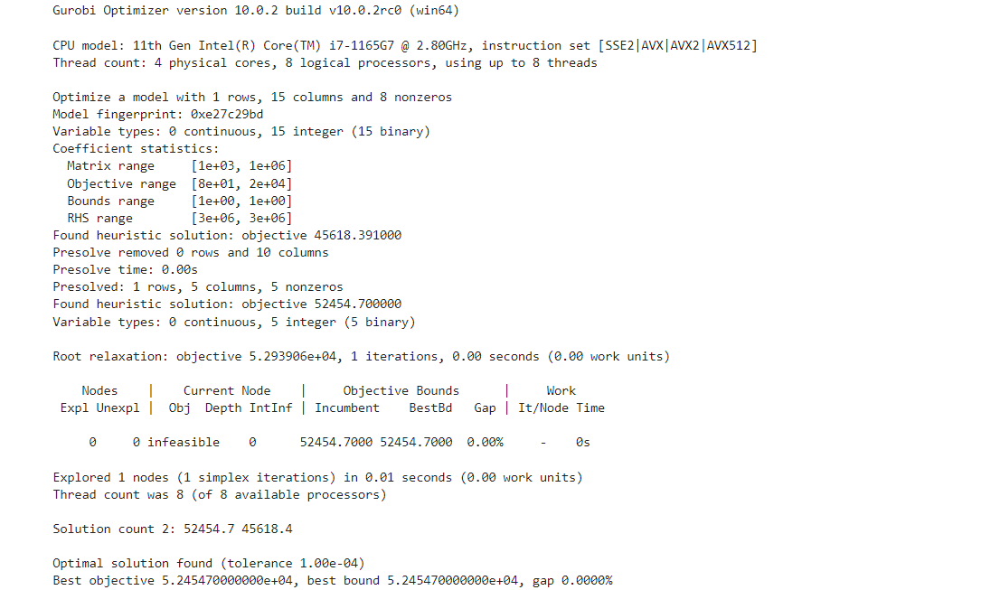 Gurobi Optimizer version 10.0.2 build v10.0.2rc0 (win64)
CPU model: 11th Gen Intel(R) Core(TM) i7-1165G7 @ 2.80GHz, instruction set [SSE2|AVX|AVX2|AVX512]
Thread count: 4 physical cores, 8 logical processors, using up to 8 threads
Optimize a model with 1 rows, 15 columns and 8 nonzeros
Model fingerprint: 0xe27c29bd
Variable types: 0 continuous, 15 integer (15 binary)
Coefficient statistics:
  Matrix range     [1e+03, 1e+06]
  Objective range  [8e+01, 2e+04]
  Bounds range     [1e+00, 1e+00]
  RHS range        [3e+06, 3e+06]
Found heuristic solution: objective 45618.391000
Presolve removed 0 rows and 10 columns
Presolve time: 0.00s
Presolved: 1 rows, 5 columns, 5 nonzeros
Found heuristic solution: objective 52454.700000
Variable types: 0 continuous, 5 integer (5 binary)
Root relaxation: objective 5.293906e+04, 1 iterations, 0.00 seconds (0.00 work units)
    Nodes    |    Current Node    |     Objective Bounds      |     Work
 Expl Unexpl |  Obj  Depth IntInf | Incumbent    BestBd   Gap | It/Node Time
     0     0 infeasible    0      52454.7000 52454.7000  0.00%     -    0s
Explored 1 nodes (1 simplex iterations) in 0.01 seconds (0.00 work units)
Thread count was 8 (of 8 available processors)
Solution count 2: 52454.7 45618.4
Optimal solution found (tolerance 1.00e-04)
Best objective 5.245470000000e+04, best bound 5.245470000000e+04, gap 0.0000%